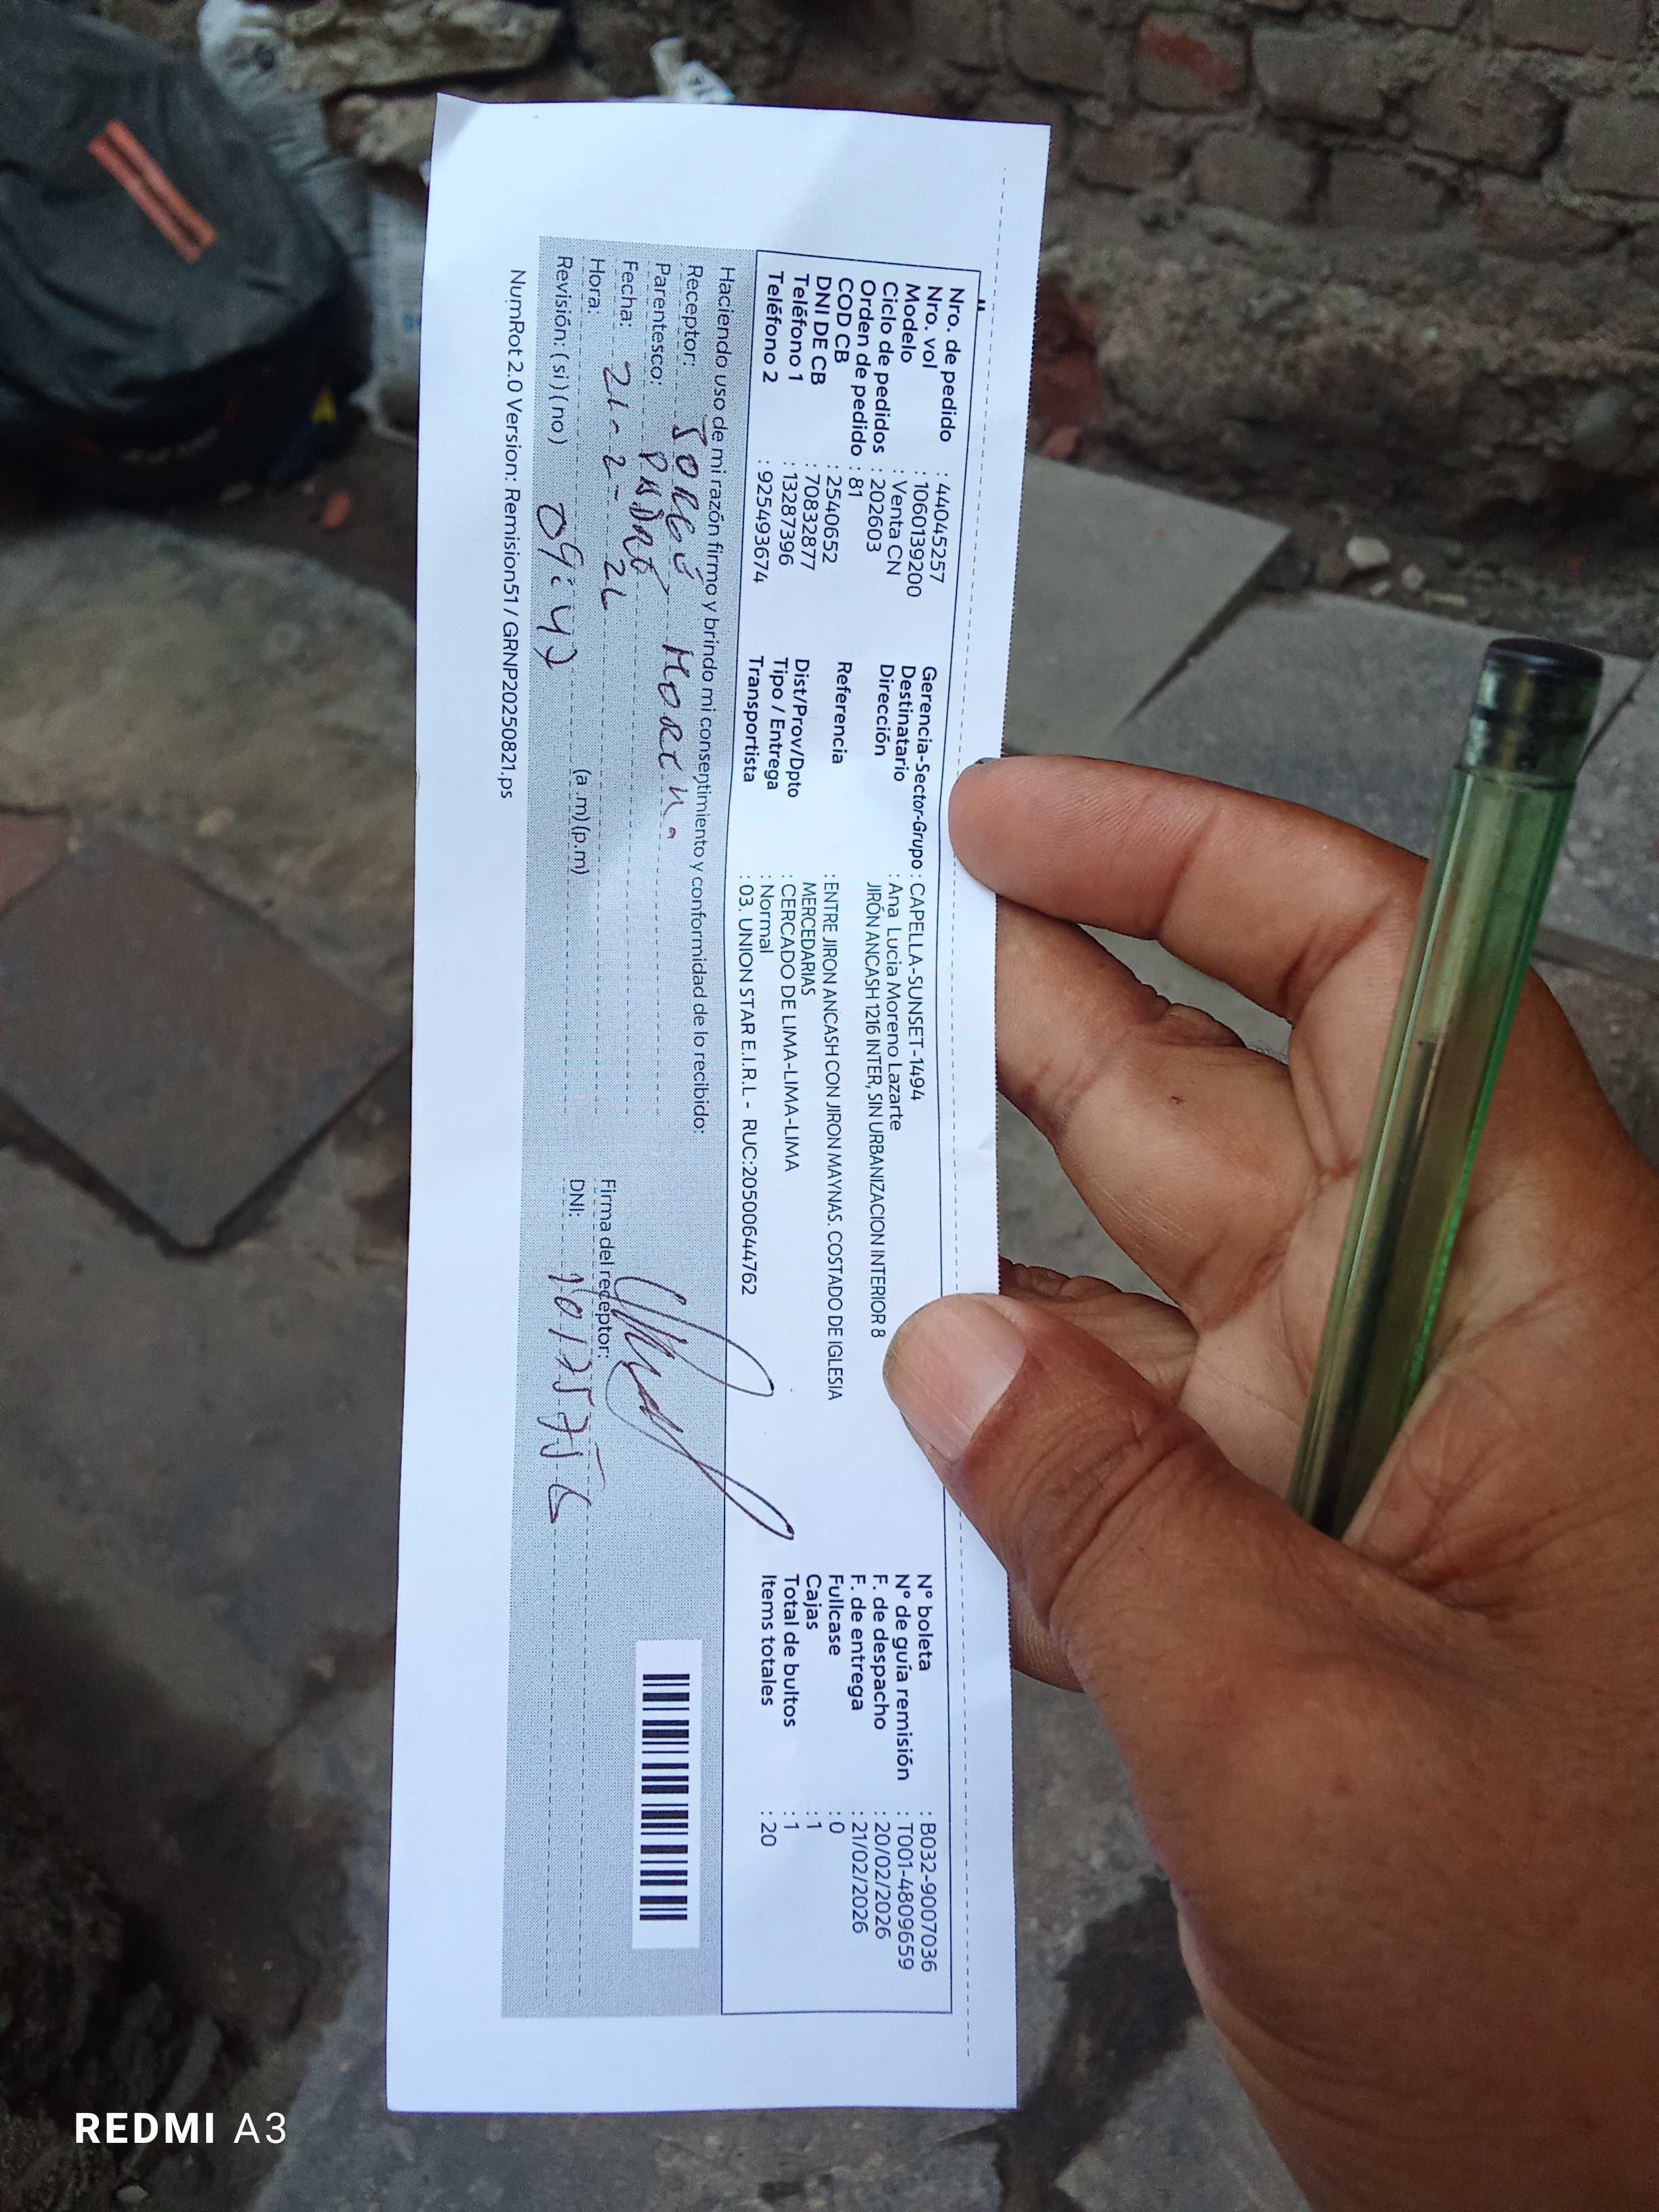 Nro. de pedido : 44045257
Nro. vol : 1060139200
Modelo : Venta CN
Ciclo de pedidos : 202603
Orden de pedido : 81
COD CB : 2540652
DNI DE CB : 70832877
Teléfono 1 : 13287396
Teléfono 2 : 925493674
Gerencia-Sector-Grupo : CAPELLA-SUNSET-1494
Destinatario : Ana Lucia Moreno Lazarte
Dirección JIRÓN ANCASH 1216 INTER, SIN URBANIZACION INTERIOR 8
Referencia : ENTRE JIRON ANCASH CON JIRON MAYNAS. COSTADO DE IGLESIA
MERCEDARIAS
Dist/Prov/Dpto : CERCADO DE LIMA-LIMA-LIMA
Tipo / Entrega : Normal
Transportista : 03. UNION STAR E.I.R.L - RUC:20500644762
N° boleta : B032-9007036
N° de guía remisión : T001-4809659
F. de despacho : 20/02/2026
F. de entrega : 21/02/2026
Fullcase : 0
Cajas : 1
Total de bultos : 1
Items totales : 20
Haciendo uso de mi razón firmo y brindo mi consentimiento y conformidad de lo recibido:
Receptor: JORGE MORENO
Parentesco: PADRE
Fecha: 21-2-26
Hora: (a.m)(p.m)
Revisión: (si)(no)
Firma del receptor:
DNI:
NumRot 2.0 Version: Remision51 / GRNP20250821.ps
REDMI A3